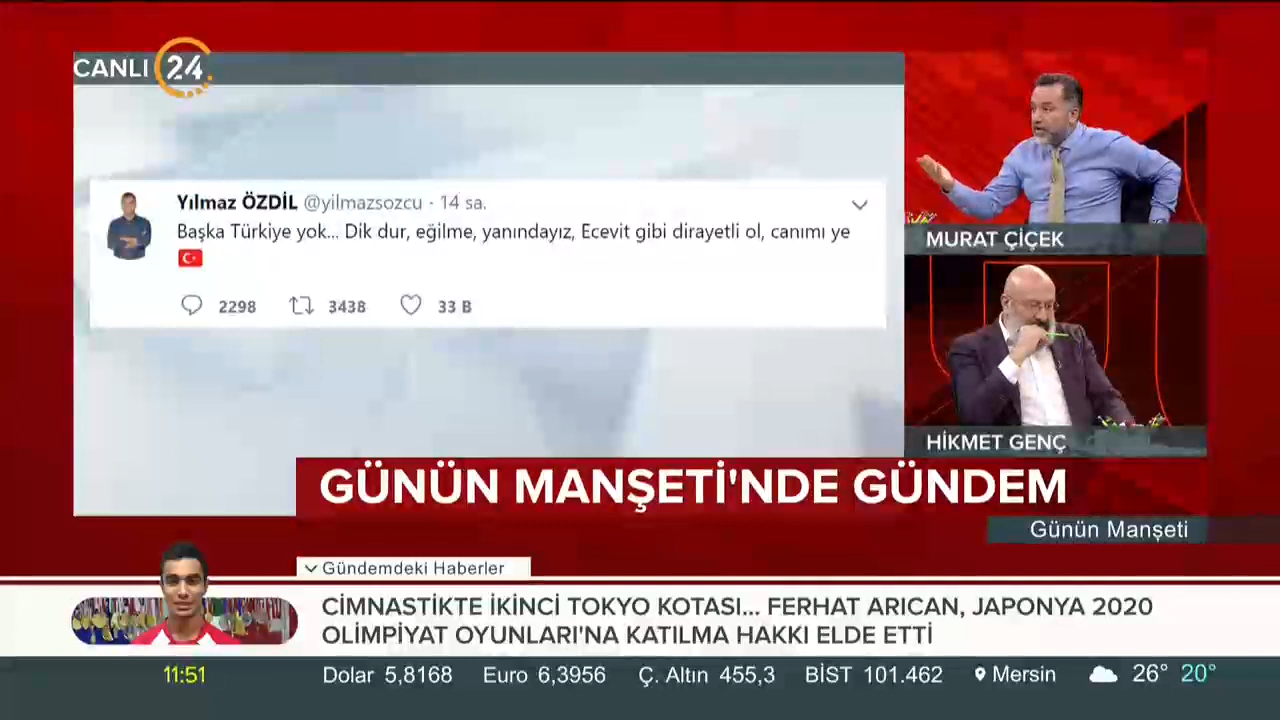 CANLI 24
Yılmaz ÖZDİL @yilmazsozcu · 14 sa.
Başka Türkiye yok... Dik dur, eğilme, yanındayız, Ecevit gibi dirayetli ol, canımı ye
2298 3438 33 B
MURAT ÇİÇEK
HİKMET GENÇ
GÜNÜN MANŞETİ'NDE GÜNDEM
Günün Manşeti
Gündemdeki Haberler
CİMNASTİKTE İKİNCİ TOKYO KOTASI... FERHAT ARICAN, JAPONYA 2020
OLİMPİYAT OYUNLARI'NA KATILMA HAKKI ELDE ETTİ
11:51 Dolar 5,8168 Euro 6,3956 Ç. Altın 455,3 BİST 101.462 Mersin 26° 20°